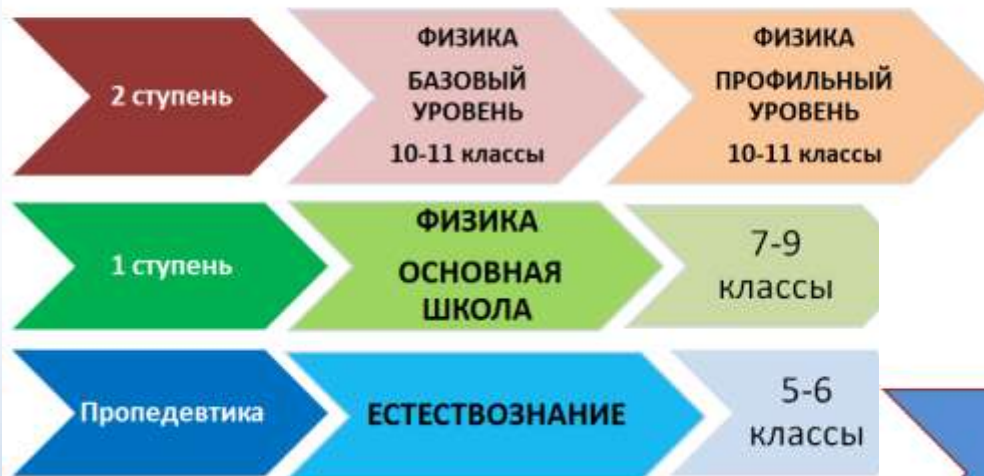 2 ступень
ФИЗИКА
БАЗОВЫЙ
УРОВЕНЬ
10-11 классы
ФИЗИКА
ПРОФИЛЬНЫЙ
УРОВЕНЬ
10-11 классы
1 ступень
ФИЗИКА
ОСНОВНАЯ
ШКОЛА
7-9
классы
Пропедевтика
ЕСТЕСТВОЗНАНИЕ
5-6
классы